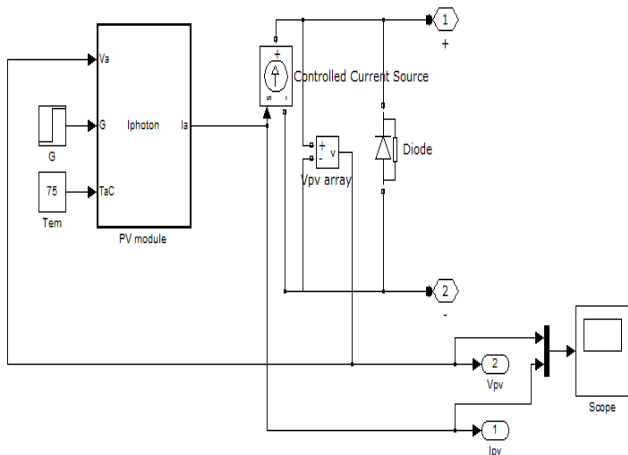 1
+
+
Controlled Current Source
s
-
Va
G
Iphoton
Ia
G
75
TaC
Tem
PV module
+
-
v
Vpv array
Diode
2
-
2
Vpv
1
Ipv
Scope